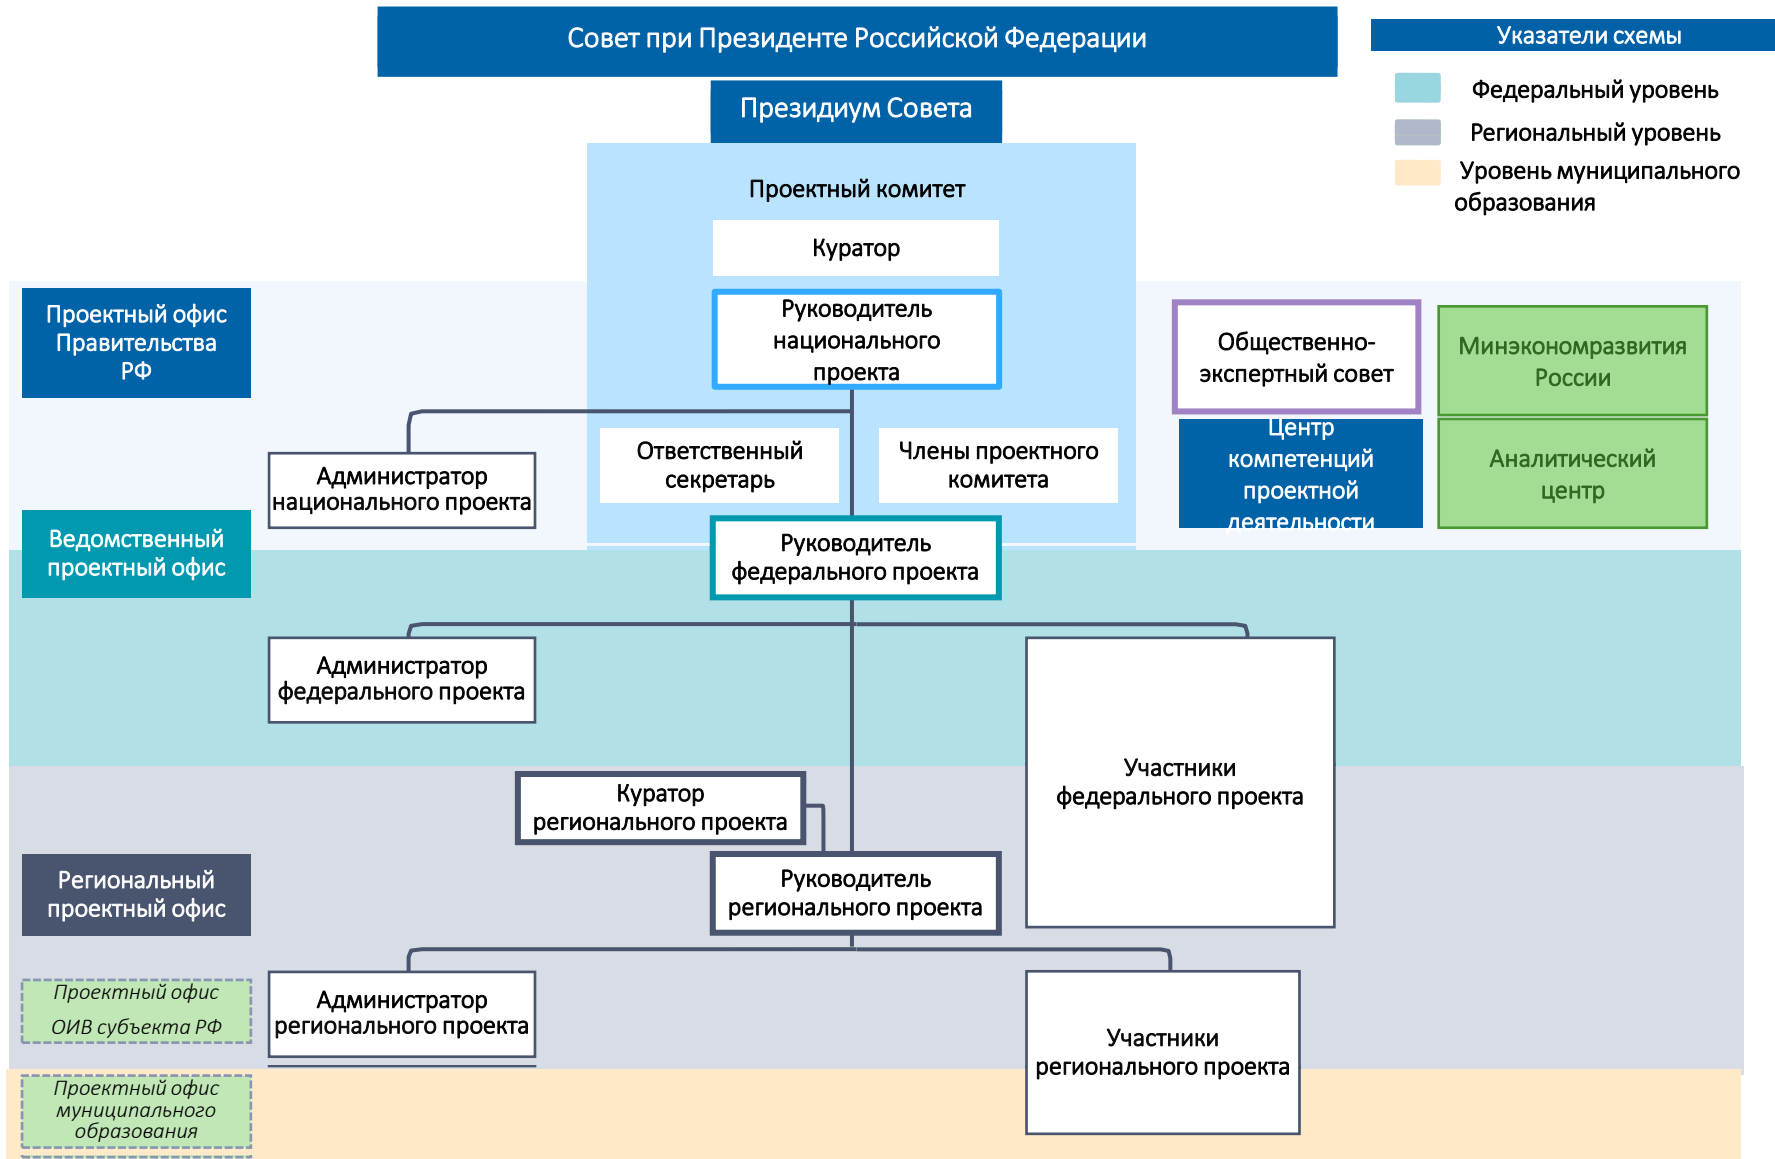 Совет при Президенте Российской Федерации
Президиум Совета
Указатели схемы
Федеральный уровень
Региональный уровень
Уровень муниципального
образования
Проектный комитет
Куратор
Руководитель
национального
проекта
Проектный офис
Правительства
РФ
Общественно-
экспертный совет
Минэкономразвития
России
Ответственный
секретарь
Члены проектного
комитета
Администратор
национального проекта
Центр
компетенций
проектной
деятельности
Аналитический
центр
Ведомственный
проектный офис
Руководитель
федерального проекта
Администратор
федерального проекта
Участники
федерального проекта
Куратор
регионального проекта
Региональный
проектный офис
Руководитель
регионального проекта
Проектный офис
ОИВ субъекта РФ
Администратор
регионального проекта
Участники
регионального проекта
Проектный офис
муниципального
образования